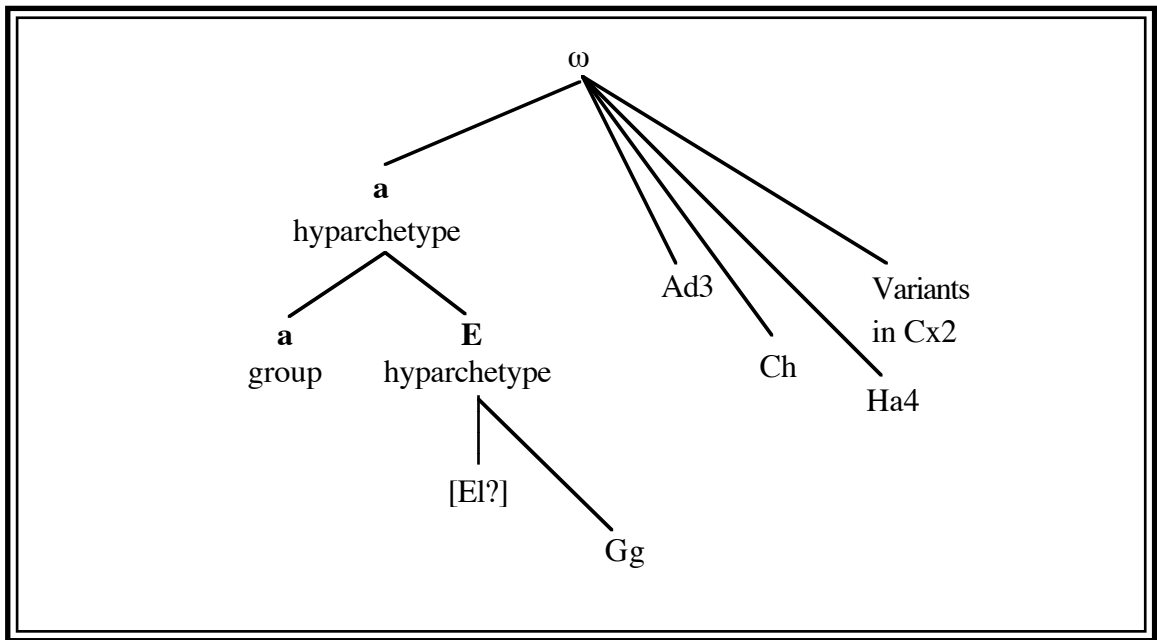 ω
a
hyparchetype
Ad3
Variants
in Cx2
a
group
E
hyparchetype
Ch
Ha4
[El?]
Gg